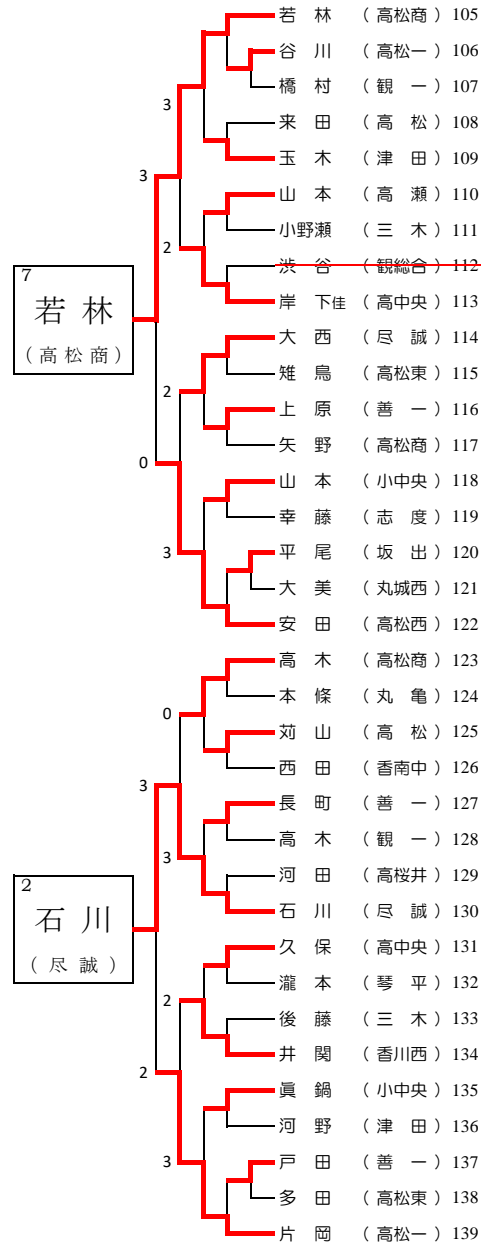 若 林 （ 高松商 ） 105
谷 川 （ 高松一 ） 106
橋 村 （ 観 一 ） 107
3
来 田 （ 高 松 ） 108
玉 木 （ 津 田 ） 109
3
山 本 （ 高 瀬 ） 110
小野瀬 （ 三 木 ） 111
2
渋 谷 （ 観総合 ） 112
岸 下佳 （ 高中央 ） 113
7
若 林
（ 高 松 商 ）
大 西 （ 尽 誠 ） 114
雉 鳥 （ 高松東 ） 115
2
上 原 （ 善 一 ） 116
矢 野 （ 高松商 ） 117
0
山 本 （ 小中央 ） 118
幸 藤 （ 志 度 ） 119
3
平 尾 （ 坂 出 ） 120
大 美 （ 丸城西 ） 121
安 田 （ 高松西 ） 122
高 木 （ 高松商 ） 123
本 條 （ 丸 亀 ） 124
0
苅 山 （ 高 松 ） 125
西 田 （ 香南中 ） 126
3
長 町 （ 善 一 ） 127
高 木 （ 観 一 ） 128
3
河 田 （ 高桜井 ） 129
石 川 （ 尽 誠 ） 130
2
石 川
（ 尽 誠 ）
久 保 （ 高中央 ） 131
瀧 本 （ 琴 平 ） 132
2
後 藤 （ 三 木 ） 133
井 関 （ 香川西 ） 134
2
眞 鍋 （ 小中央 ） 135
河 野 （ 津 田 ） 136
3
戸 田 （ 善 一 ） 137
多 田 （ 高松東 ） 138
片 岡 （ 高松一 ） 139